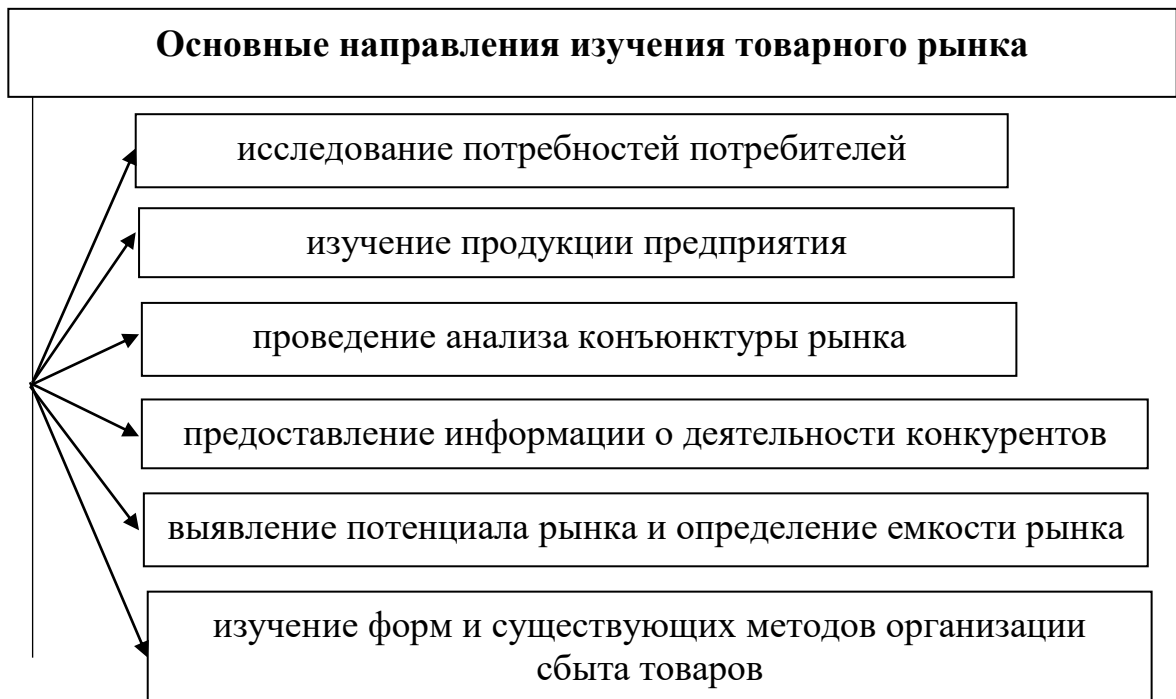 Основные направления изучения товарного рынка
исследование потребностей потребителей
изучение продукции предприятия
проведение анализа конъюнктуры рынка
предоставление информации о деятельности конкурентов
выявление потенциала рынка и определение емкости рынка
изучение форм и существующих методов организации
сбыта товаров